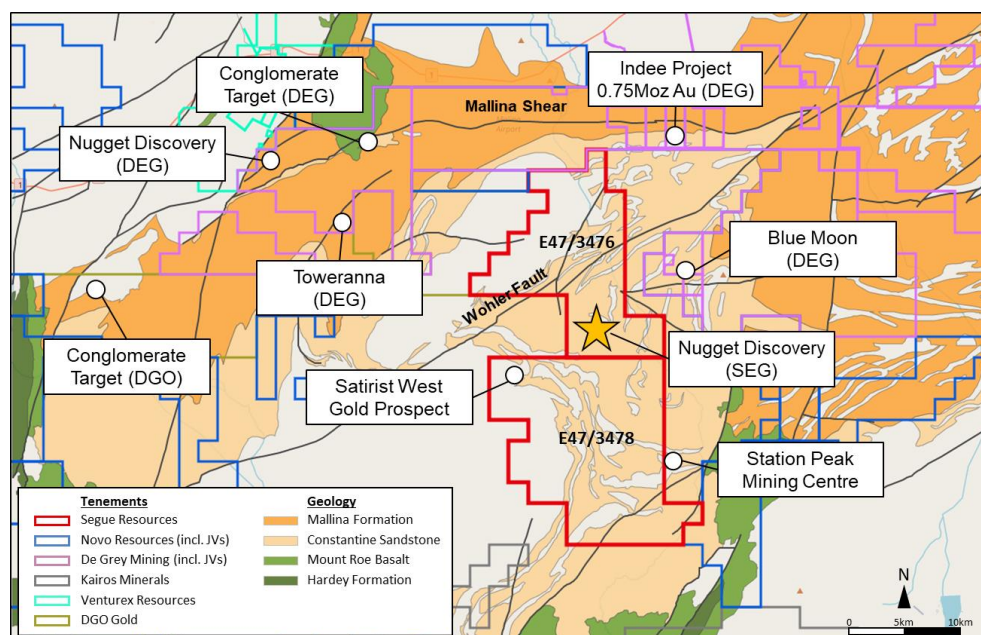 Conglomerate
Target (DEG)
Indee Project
0.75Moz Au (DEG)
Mallina Shear
Nugget Discovery
(DEG)
1
1
E47/3476
Blue Moon
(DEG)
Toweranna
(DEG)
Wohler Fault
Conglomerate
Target (DGO)
Nugget Discovery
(SEG)
Satirist West
Gold Prospect
E47/3478
Station Peak
Mining Centre
Tenements
Segue Resources
Novo Resources (incl. JVs)
De Grey Mining (incl. JVs)
Kairos Minerals
Venturex Resources
DGO Gold
Geology
Mallina Formation
Constantine Sandstone
Mount Roe Basalt
Hardey Formation
N
0 5km 10km